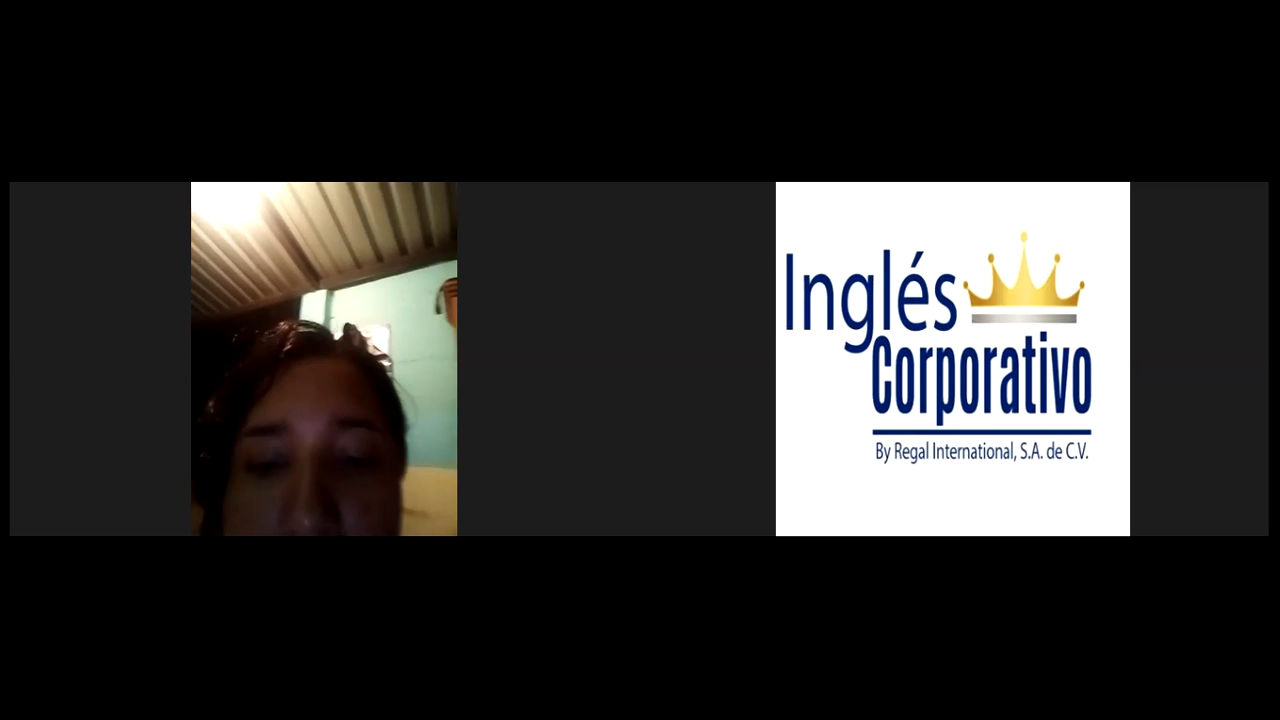 Inglés
Corporativo
By Regal International, S.A. de C.V.